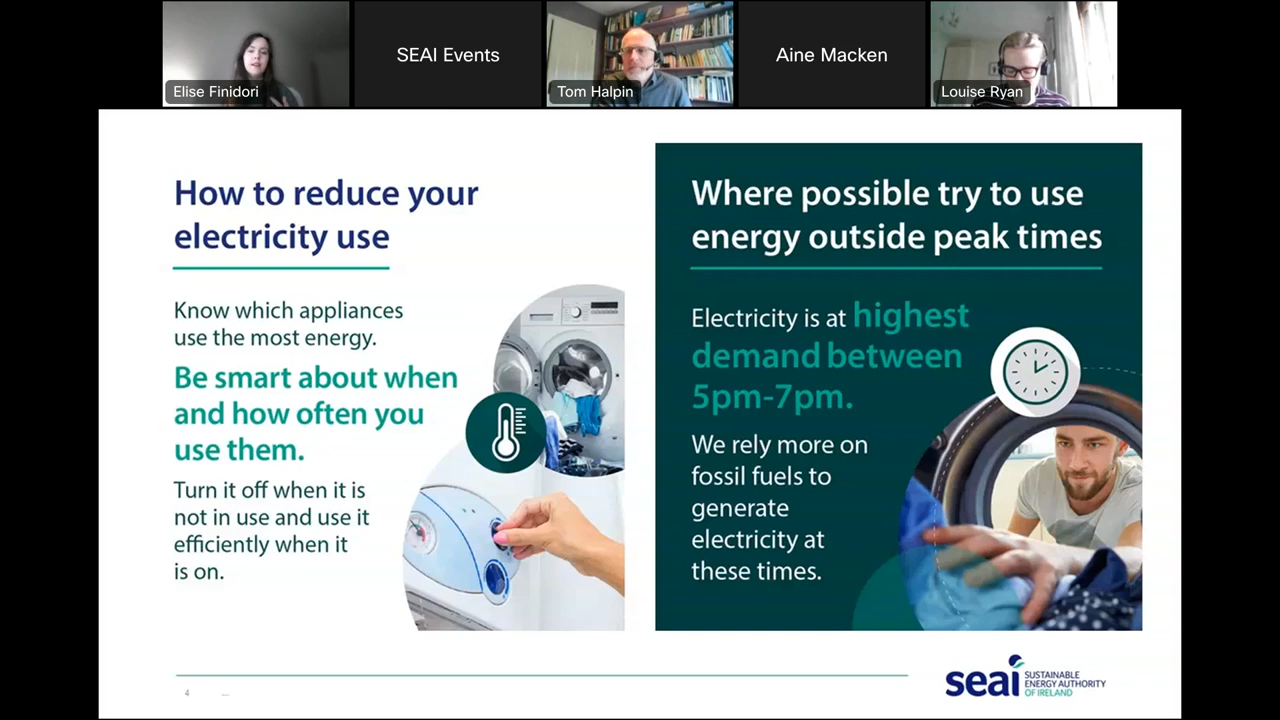 Elise Finidori
SEAI Events
Tom Halpin
Aine Macken
Louise Ryan
How to reduce your
electricity use
Know which appliances
use the most energy.
Be smart about when
and how often you
use them.
Turn it off when it is
not in use and use it
efficiently when it
is on.
Where possible try to use
energy outside peak times
Electricity is at highest
demand between
5pm-7pm.
We rely more on
fossil fuels to
generate
electricity at
these times.
4
seai
SUSTAINABLE
ENERGY AUTHORITY
OF IRELAND